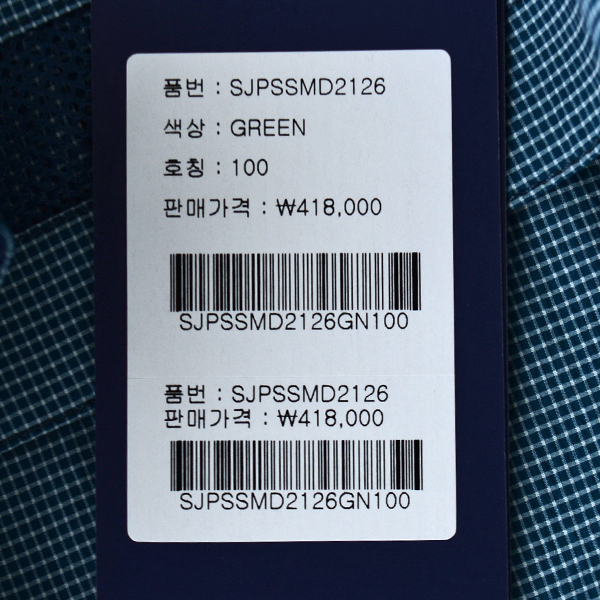 품번 : SJPSSMD2126
색상 : GREEN
호칭 : 100
판매가격 : ₩418,000
SJPSSMD2126GN100
품번 : SJPSSMD2126
판매가격 : ₩418,000
SJPSSMD2126GN100